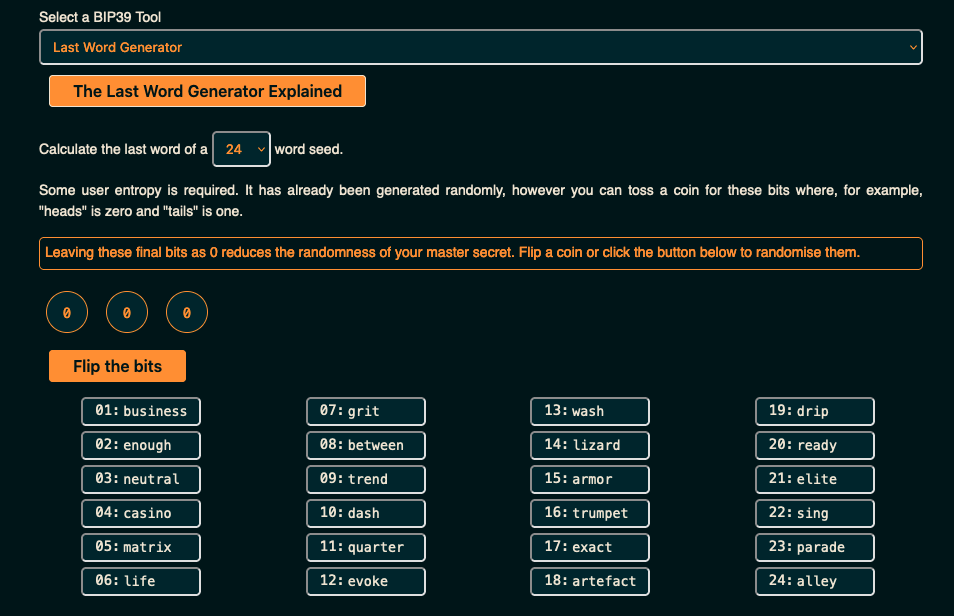 Select a BIP39 Tool
Last Word Generator
The Last Word Generator Explained
Calculate the last word of a 24 word seed.
Some user entropy is required. It has already been generated randomly, however you can toss a coin for these bits where, for example,
"heads" is zero and "tails" is one.
Leaving these final bits as 0 reduces the randomness of your master secret. Flip a coin or click the button below to randomise them.
0 0 0
Flip the bits
01: business 07: grit 13: wash 19: drip
02: enough 08: between 14: lizard 20: ready
03: neutral 09: trend 15: armor 21: elite
04: casino 10: dash 16: trumpet 22: sing
05: matrix 11: quarter 17: exact 23: parade
06: life 12: evoke 18: artefact 24: alley